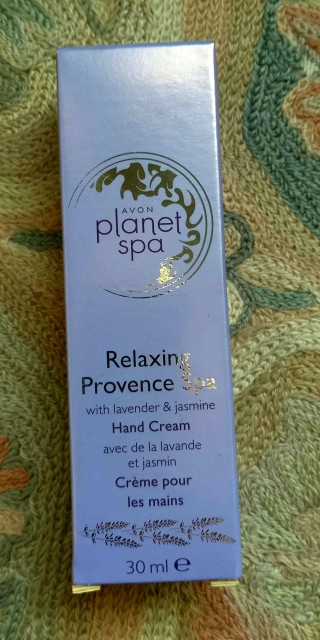 AVON
planet
spa
Relaxing
Provence Spa
with lavender & jasmine
Hand Cream
avec de la lavande
et jasmin
Crème pour
les mains
30 ml ℮